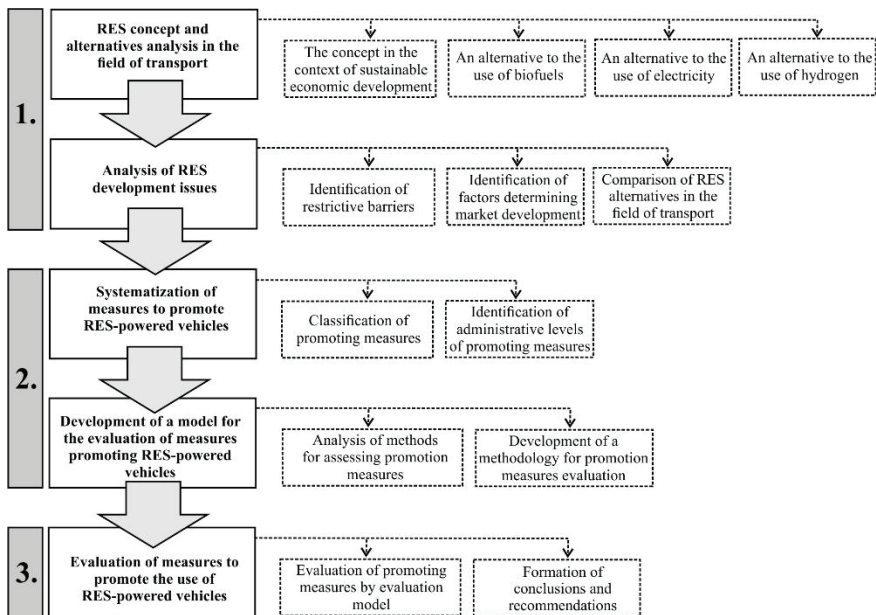 1.
RES concept and
alternatives analysis in the
field of transport
The concept in the
context of sustainable
economic development
An alternative to the
use of biofuels
An alternative to the
use of electricity
An alternative to the
use of hydrogen
Analysis of RES
development issues
Identification of
restrictive barriers
Identification of
factors determining
market development
Comparison of RES
alternatives in the
field of transport
2.
Systematization of
measures to promote
RES-powered vehicles
Classification of
promoting measures
Identification of
administrative levels
of promoting measures
Development of a model for
the evaluation of measures
promoting RES-powered
vehicles
Analysis of methods
for assessing promotion
measures
Development of a
methodology for promotion
measures evaluation
3.
Evaluation of measures to
promote the use of
RES-powered vehicles
Evaluation of promoting
measures by evaluation
model
Formation of
conclusions and
recommendations